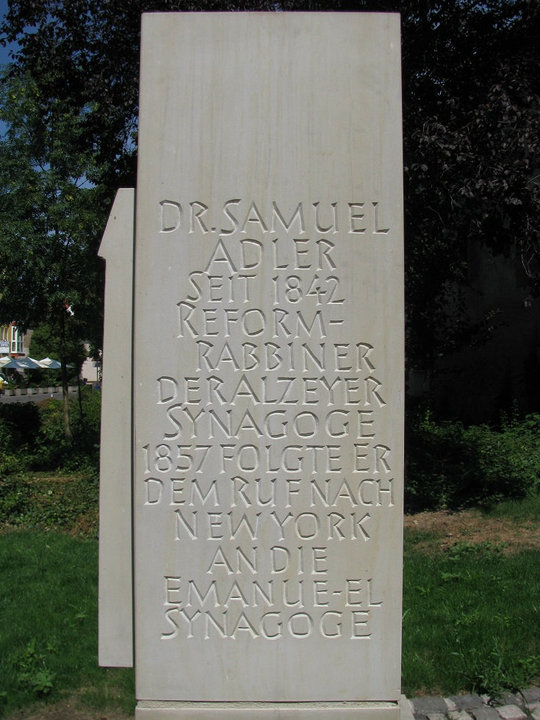 DR. SAMUEL
ADLER
SEIT 1842
REFORM-
RABBINER
DER ALZEYER
SYNAGOGE
1857 FOLGTE ER
DEM RUF NACH
NEW YORK
AN DIE
EMANUE-EL
SYNAGOGE